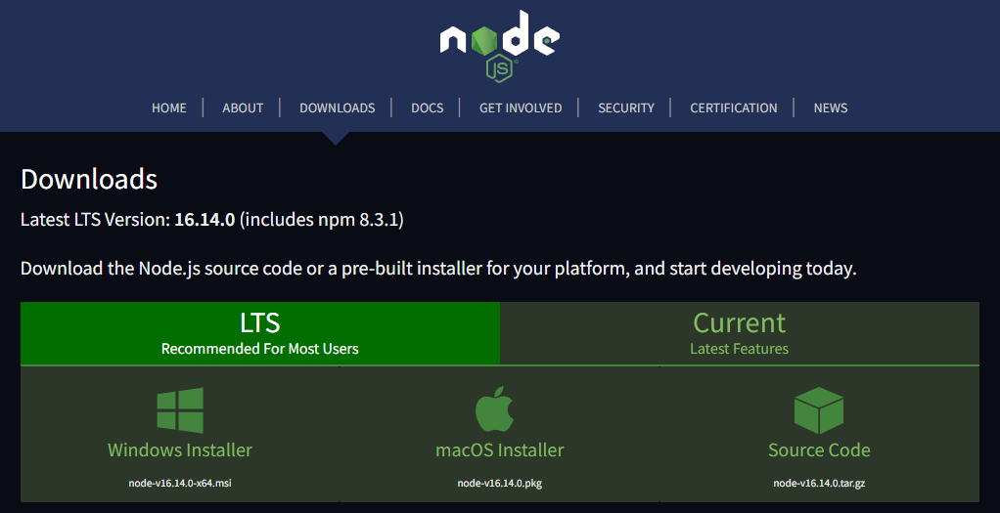 node
JS
HOME ABOUT DOWNLOADS DOCS GET INVOLVED SECURITY CERTIFICATION NEWS
Downloads
Latest LTS Version: 16.14.0 (includes npm 8.3.1)
Download the Node.js source code or a pre-built installer for your platform, and start developing today.
LTS Current
Recommended For Most Users Latest Features
Windows Installer macOS Installer Source Code
node-v16.14.0-x64.msi node-v16.14.0.pkg node-v16.14.0.tar.gz